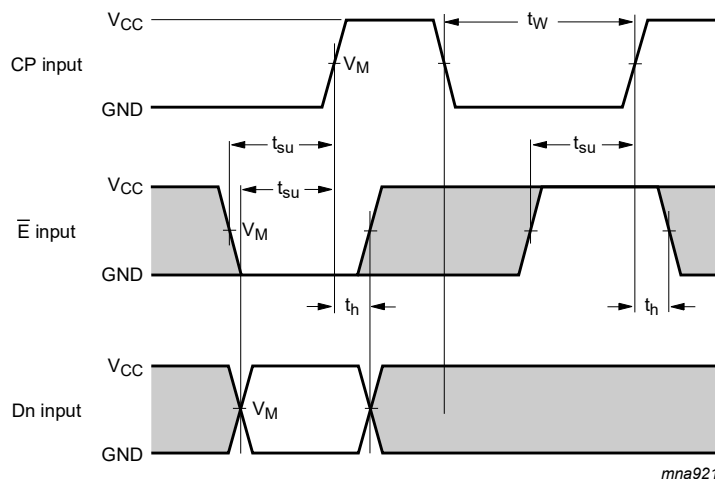 VCC
CP input
GND
VM
tW
tsu
tsu
tsu
VCC
E̅ input
GND
VM
th
th
VCC
Dn input
GND
VM
mna921